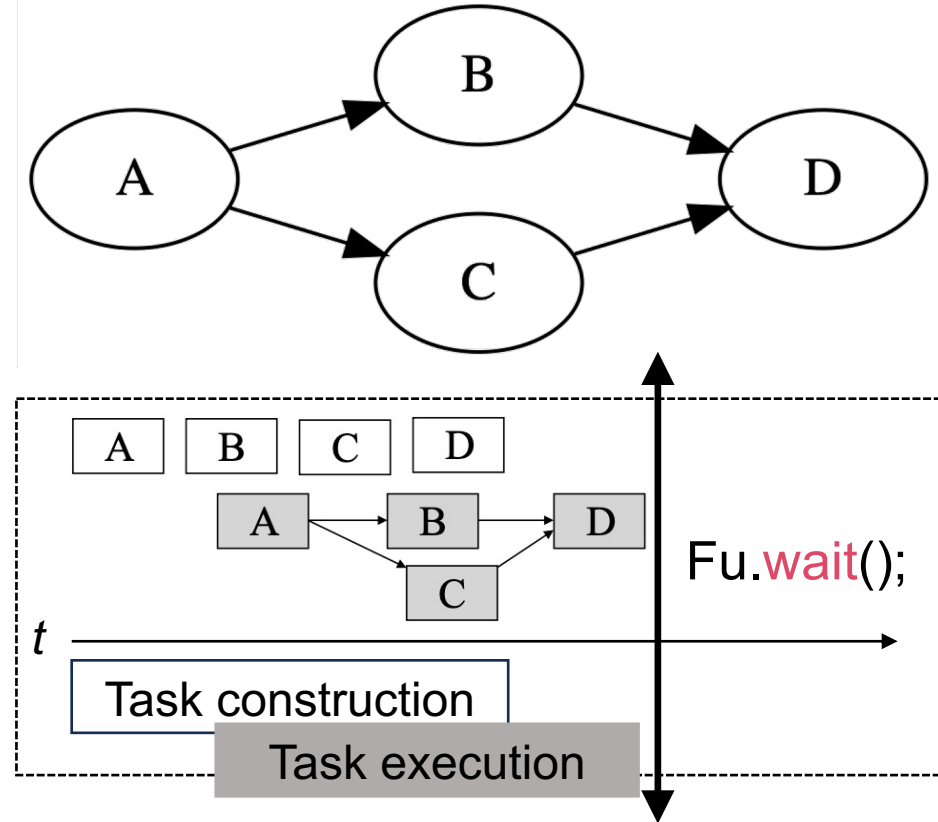 B
A
D
C
A B C D
A B D
Fu.wait();
C
t
Task construction
Task execution